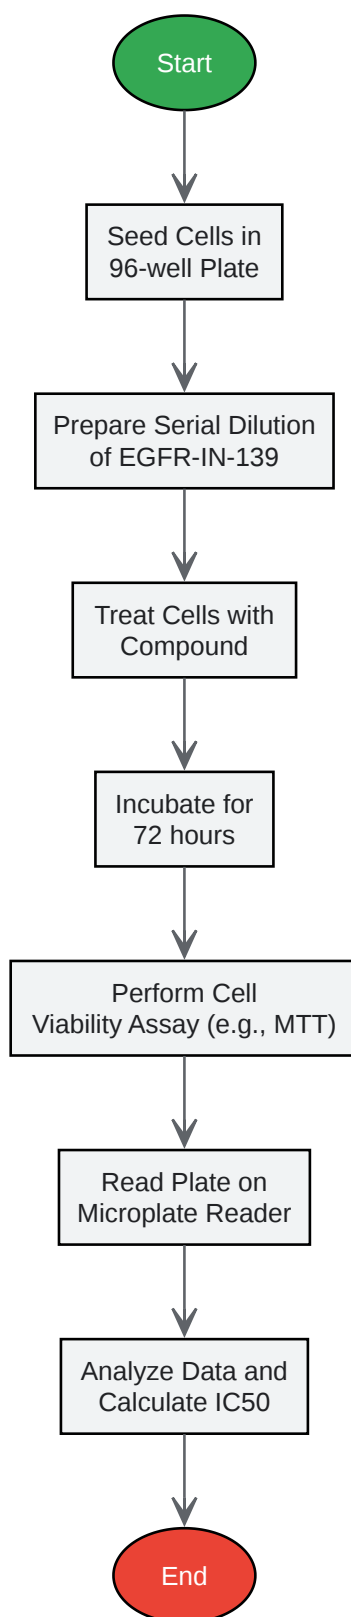 Start
Seed Cells in
96-well Plate
Prepare Serial Dilution
of EGFR-IN-139
Treat Cells with
Compound
Incubate for
72 hours
Perform Cell
Viability Assay (e.g., MTT)
Read Plate on
Microplate Reader
Analyze Data and
Calculate IC50
End